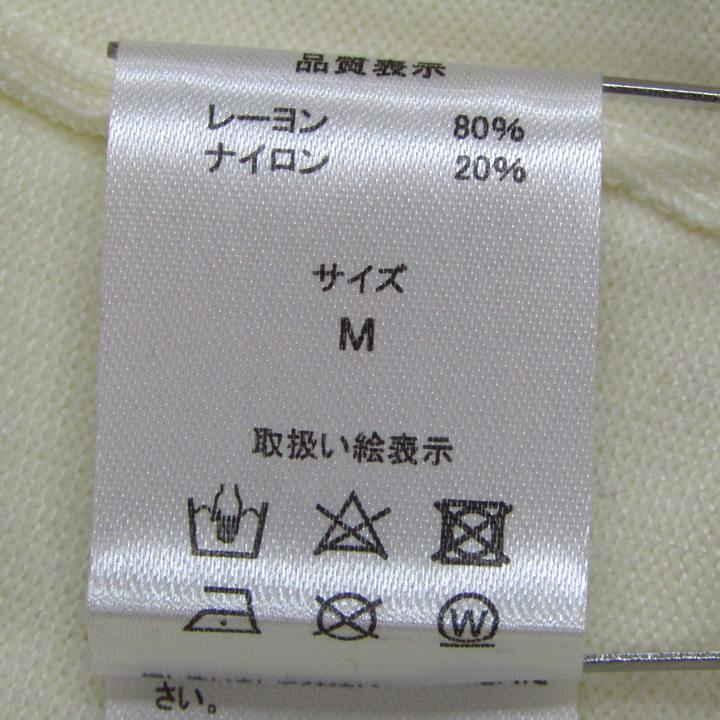 品質表示
レーヨン 80%
ナイロン 20%
サイズ
M
取扱い絵表示
W
さい。